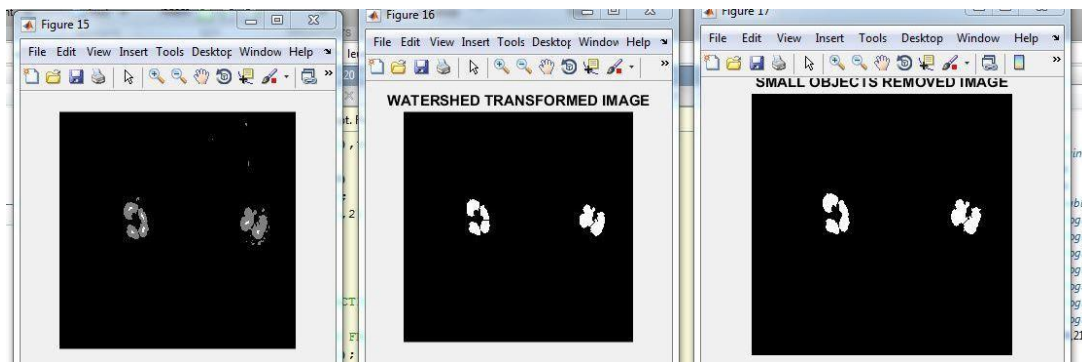 Figure 15
File Edit View Insert Tools Desktop Window Help
Figure 16
File Edit View Insert Tools Desktop Window Help
WATERSHED TRANSFORMED IMAGE
Figure 17
File Edit View Insert Tools Desktop Window Help
SMALL OBJECTS REMOVED IMAGE